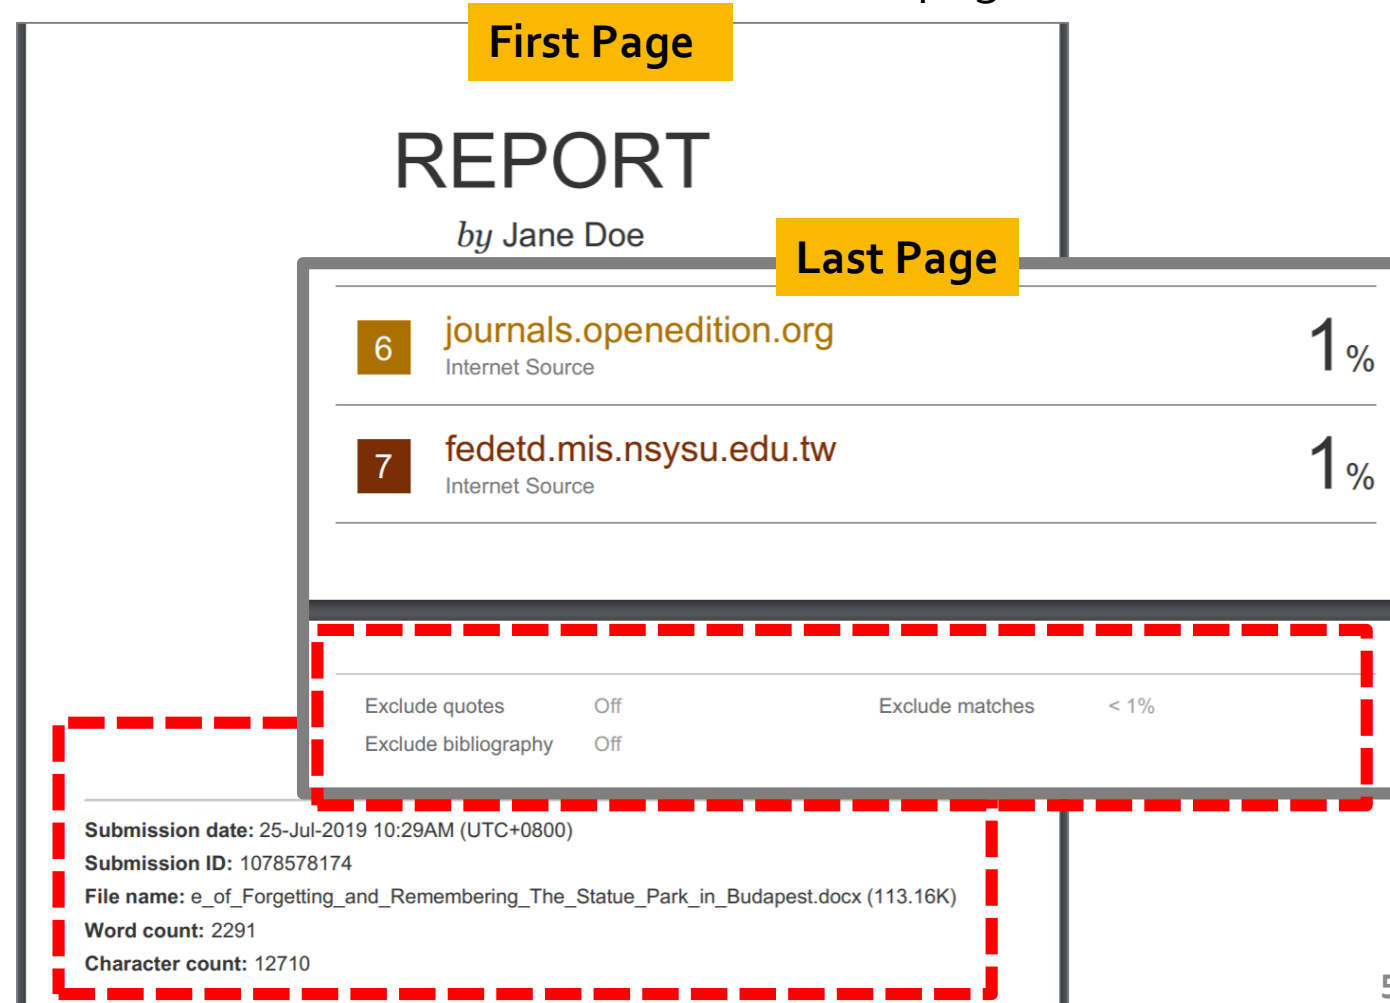 First Page
REPORT
by Jane Doe
Last Page
6 journals.openedition.org 1%
Internet Source
7 fedetd.mis.nsysu.edu.tw 1%
Internet Source
Exclude quotes Off Exclude matches < 1%
Exclude bibliography Off
Submission date: 25-Jul-2019 10:29AM (UTC+0800)
Submission ID: 1078578174
File name: e_of_Forgetting_and_Remembering_The_Statue_Park_in_Budapest.docx (113.16K)
Word count: 2291
Character count: 12710